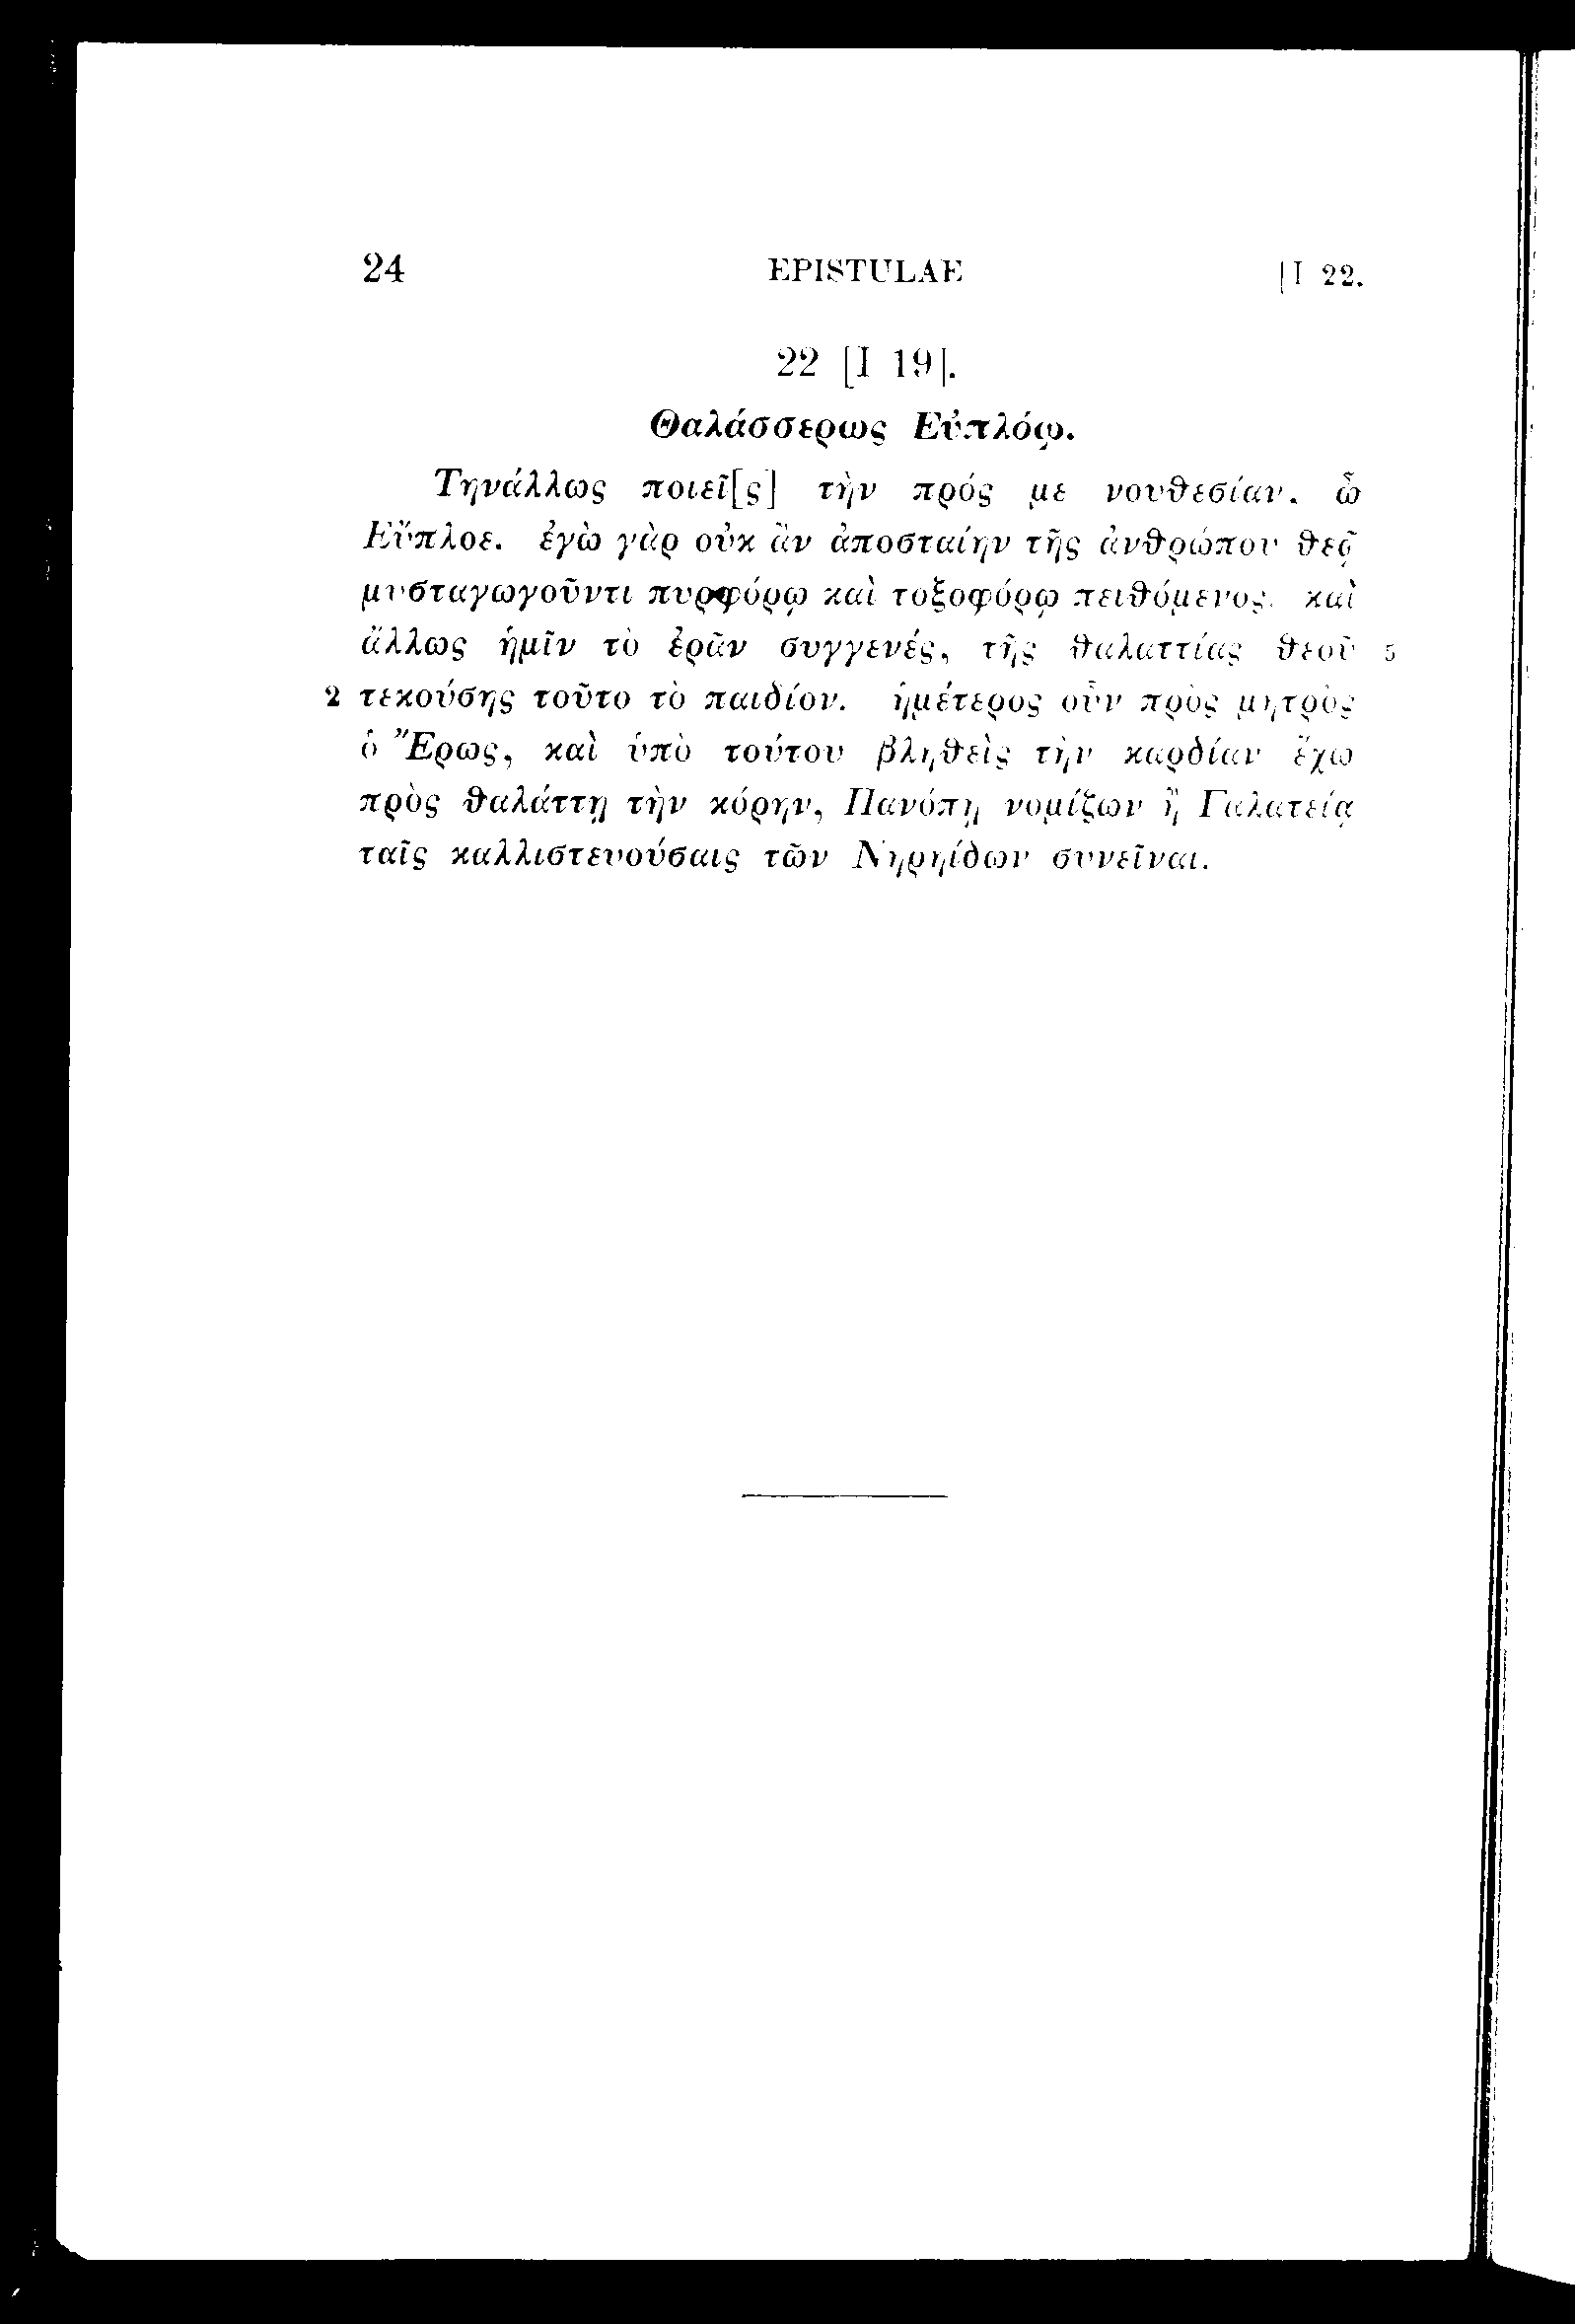 24 EPISTULAE [I 22.
22 [I 19].
Θαλάσσερως Εὐπλόῳ.
Τηνάλλως ποιεῖ[ς] τὴν πρός με νουθεσίαν, ὦ
Εὔπλοε. ἐγὼ γὰρ οὐκ ἂν ἀποσταίην τῆς ἀνθρώπου θεῷ
μυσταγωγοῦντι πυρφόρῳ καὶ τοξοφόρῳ πειθόμενος. καὶ
ἄλλως ἡμῖν τὸ ἐρᾶν συγγενές, τῆς θαλαττίας θεοῦ 5
2 τεκούσης τοῦτο τὸ παιδίον. ἡμέτερος οὖν πρὸς μητρὸς
ὁ Ἔρως, καὶ ὑπὸ τούτου βληθεὶς τὴν καρδίαν ἔχω
πρὸς θαλάττῃ τὴν κόρην, Πανόπῃ νομίζων ἢ Γαλατείᾳ
ταῖς καλλιστευούσαις τῶν Νηρηίδων συνεῖναι.